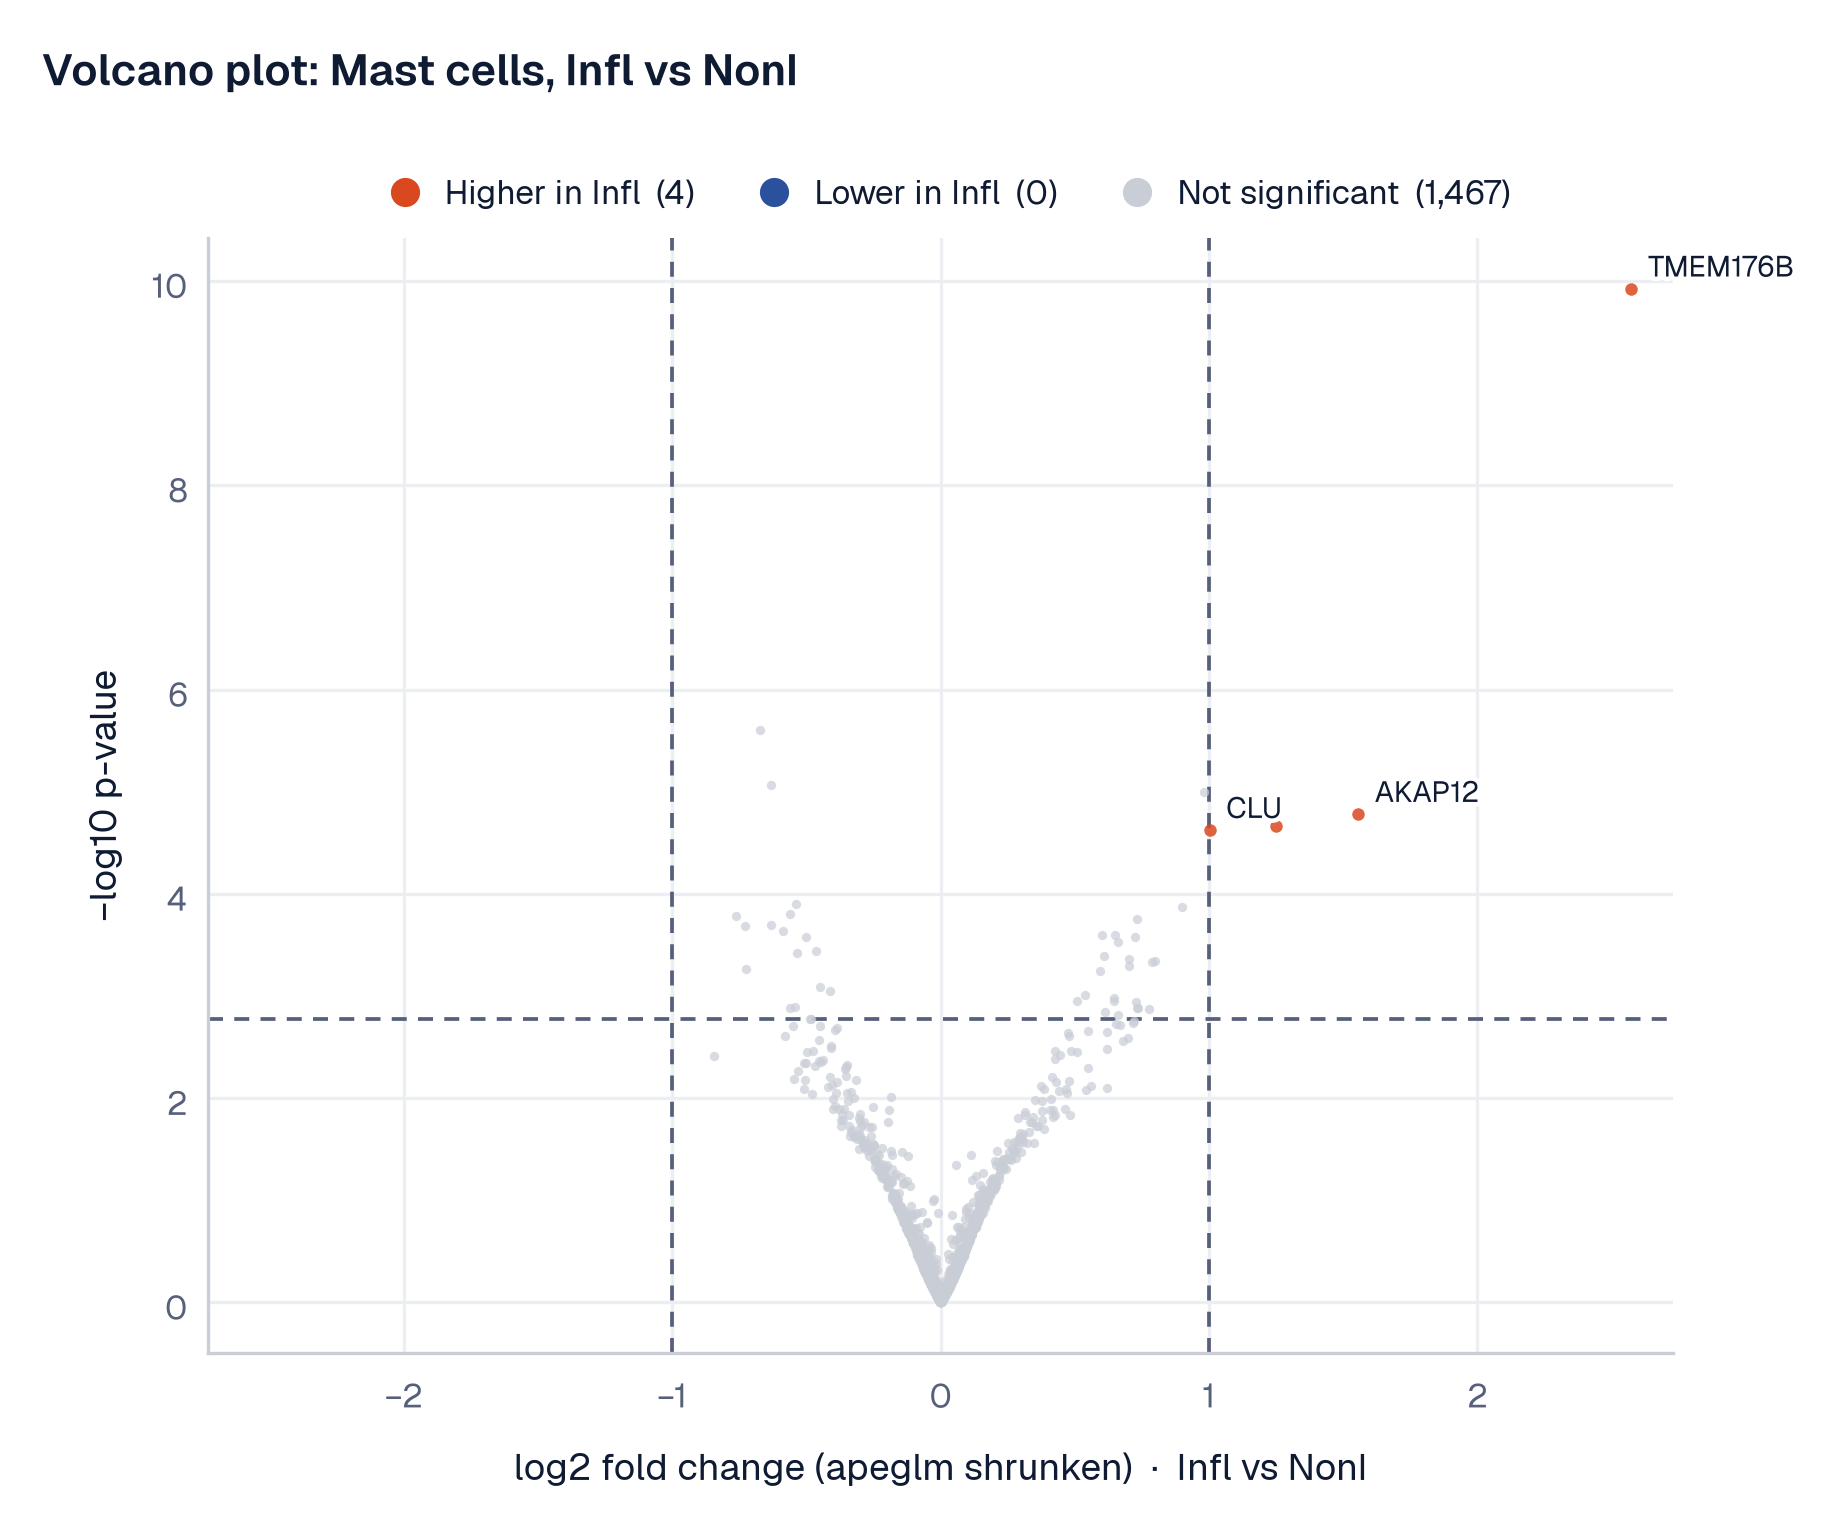 Volcano plot: Mast cells, Infl vs NonI
Higher in Infl (4) Lower in Infl (0) Not significant (1,467)
TMEM176B
10
8
6
AKAP12
CLU
4
2
0
−log10 p-value
−2 −1 0 1 2
log2 fold change (apeglm shrunken) · Infl vs NonI